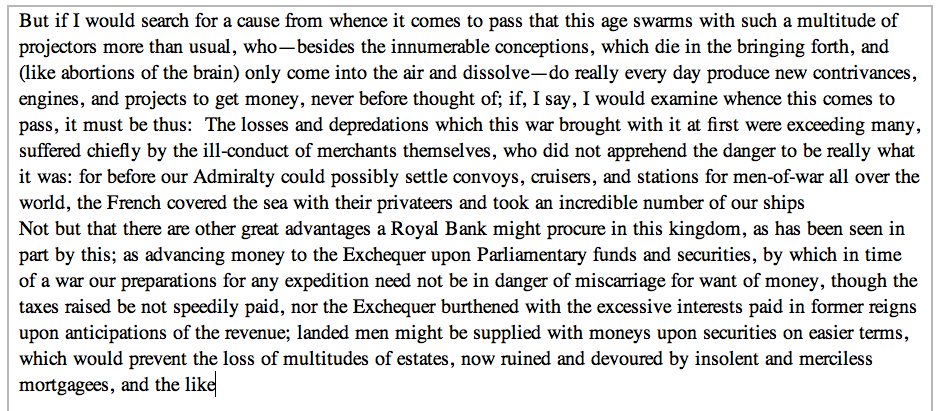 But if I would search for a cause from whence it comes to pass that this age swarms with such a multitude of
projectors more than usual, who—besides the innumerable conceptions, which die in the bringing forth, and
(like abortions of the brain) only come into the air and dissolve—do really every day produce new contrivances,
engines, and projects to get money, never before thought of; if, I say, I would examine whence this comes to
pass, it must be thus:  The losses and depredations which this war brought with it at first were exceeding many,
suffered chiefly by the ill-conduct of merchants themselves, who did not apprehend the danger to be really what
it was: for before our Admiralty could possibly settle convoys, cruisers, and stations for men-of-war all over the
world, the French covered the sea with their privateers and took an incredible number of our ships
Not but that there are other great advantages a Royal Bank might procure in this kingdom, as has been seen in
part by this; as advancing money to the Exchequer upon Parliamentary funds and securities, by which in time
of a war our preparations for any expedition need not be in danger of miscarriage for want of money, though the
taxes raised be not speedily paid, nor the Exchequer burthened with the excessive interests paid in former reigns
upon anticipations of the revenue; landed men might be supplied with moneys upon securities on easier terms,
which would prevent the loss of multitudes of estates, now ruined and devoured by insolent and merciless
mortgagees, and the like